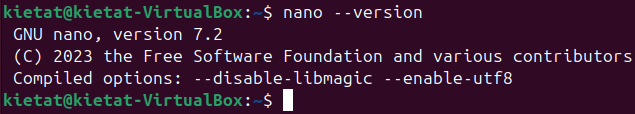 kietat@kietat-VirtualBox:~$ nano --version
 GNU nano, version 7.2
 (C) 2023 the Free Software Foundation and various contributors
 Compiled options: --disable-libmagic --enable-utf8
kietat@kietat-VirtualBox:~$